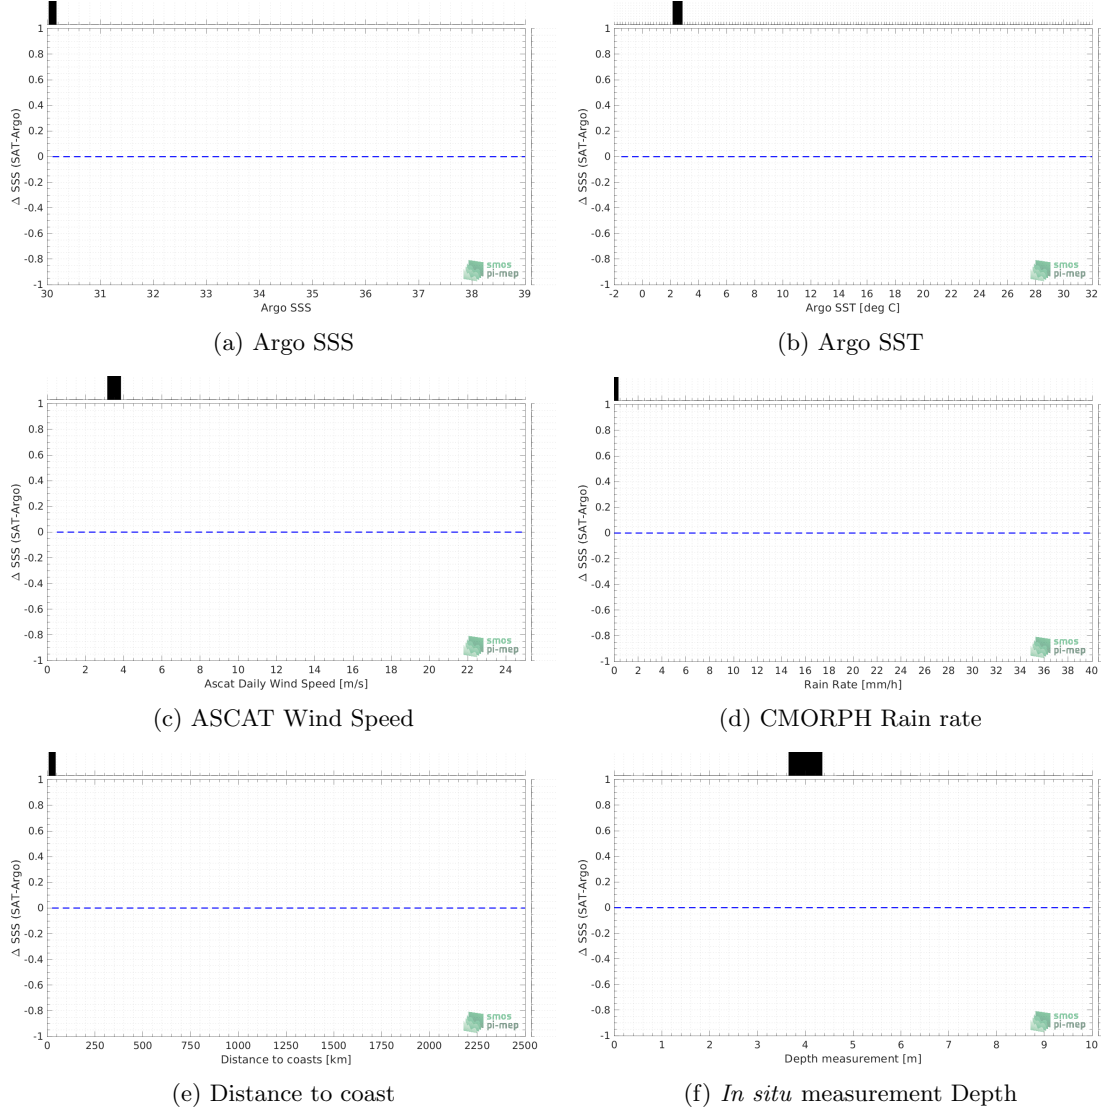 1
0.8
0.6
0.4
0.2
0
-0.2
-0.4
-0.6
-0.8
-1
Δ SSS (SAT-Argo)
30 31 32 33 34 35 36 37 38 39
Argo SSS
smos
pi-mep
(a) Argo SSS
1
0.8
0.6
0.4
0.2
0
-0.2
-0.4
-0.6
-0.8
-1
Δ SSS (SAT-Argo)
-2 0 2 4 6 8 10 12 14 16 18 20 22 24 26 28 30 32
Argo SST [deg C]
smos
pi-mep
(b) Argo SST
1
0.8
0.6
0.4
0.2
0
-0.2
-0.4
-0.6
-0.8
-1
Δ SSS (SAT-Argo)
0 2 4 6 8 10 12 14 16 18 20 22 24
Ascat Daily Wind Speed [m/s]
smos
pi-mep
(c) ASCAT Wind Speed
1
0.8
0.6
0.4
0.2
0
-0.2
-0.4
-0.6
-0.8
-1
Δ SSS (SAT-Argo)
0 2 4 6 8 10 12 14 16 18 20 22 24 26 28 30 32 34 36 38 40
Rain Rate [mm/h]
smos
pi-mep
(d) CMORPH Rain rate
1
0.8
0.6
0.4
0.2
0
-0.2
-0.4
-0.6
-0.8
-1
Δ SSS (SAT-Argo)
0 250 500 750 1000 1250 1500 1750 2000 2250 2500
Distance to coasts [km]
smos
pi-mep
(e) Distance to coast
1
0.8
0.6
0.4
0.2
0
-0.2
-0.4
-0.6
-0.8
-1
Δ SSS (SAT-Argo)
0 1 2 3 4 5 6 7 8 9 10
Depth measurement [m]
smos
pi-mep
(f) In situ measurement Depth